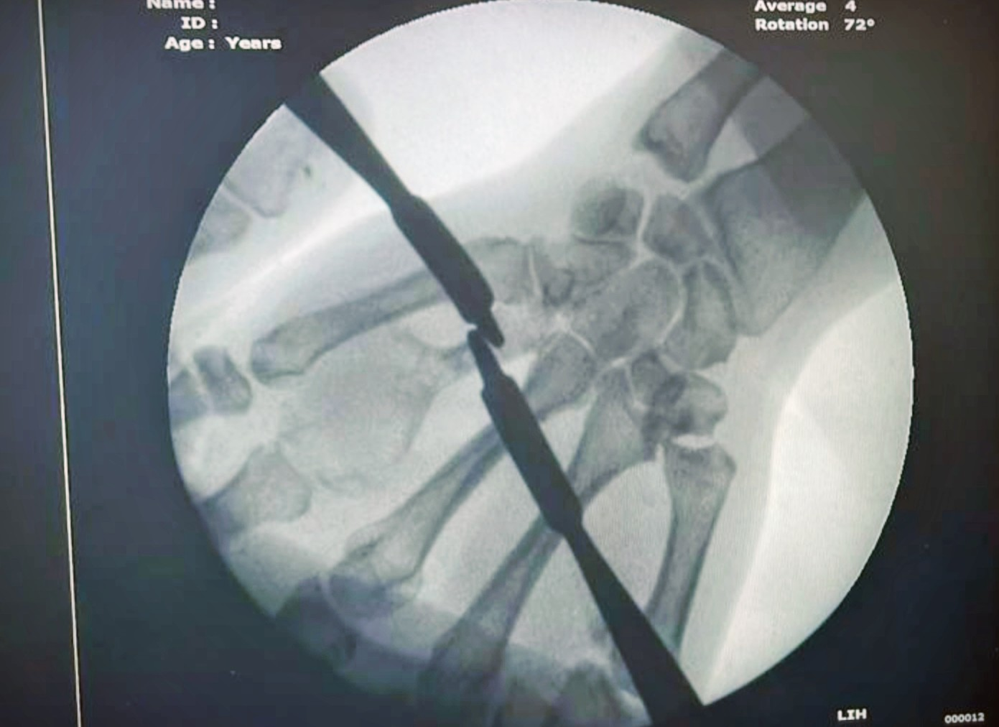 Name :
ID :
Age : Years
Average 4
Rotation 72°
LIH
000012